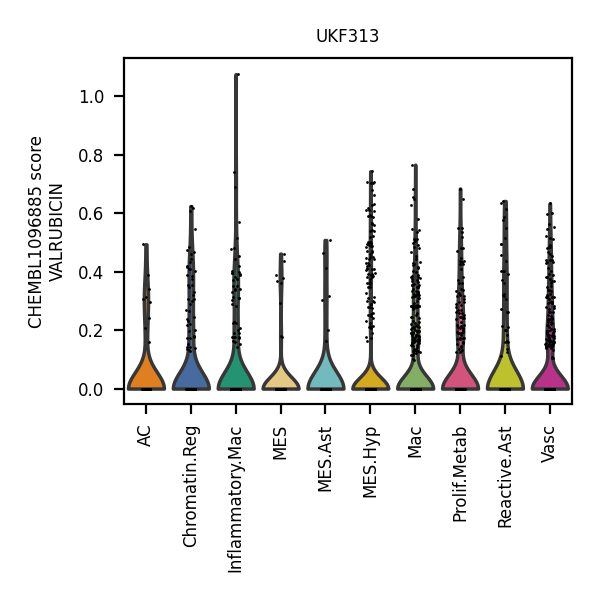 UKF313
CHEMBL1096885 score
VALRUBICIN
1.0
0.8
0.6
0.4
0.2
0.0
AC
Chromatin.Reg
Inflammatory.Mac
MES
MES.Ast
MES.Hyp
Mac
Prolif.Metab
Reactive.Ast
Vasc